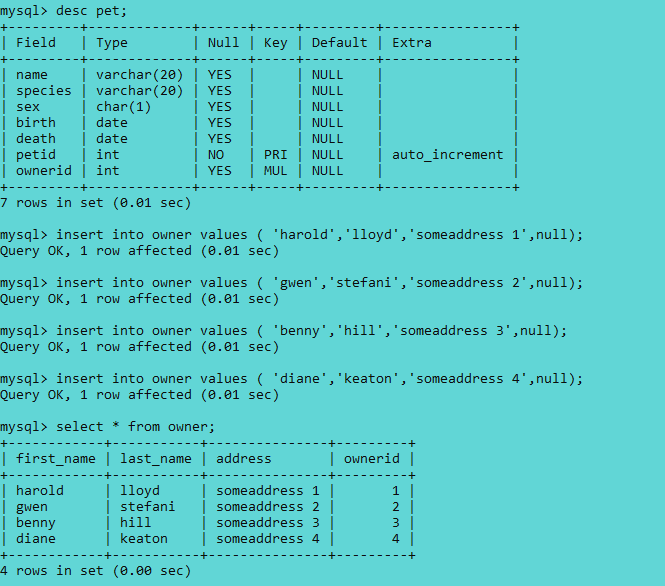 mysql> desc pet;
+----------+-------------+------+-----+---------+----------------+
| Field    | Type        | Null | Key | Default | Extra          |
+----------+-------------+------+-----+---------+----------------+
| name     | varchar(20) | YES  |     | NULL    |                |
| species  | varchar(20) | YES  |     | NULL    |                |
| sex      | char(1)     | YES  |     | NULL    |                |
| birth    | date        | YES  |     | NULL    |                |
| death    | date        | YES  |     | NULL    |                |
| petid    | int         | NO   | PRI | NULL    | auto_increment |
| ownerid  | int         | YES  | MUL | NULL    |                |
+----------+-------------+------+-----+---------+----------------+
7 rows in set (0.01 sec)
mysql> insert into owner values ( 'harold','lloyd','someaddress 1',null);
Query OK, 1 row affected (0.01 sec)
mysql> insert into owner values ( 'gwen','stefani','someaddress 2',null);
Query OK, 1 row affected (0.01 sec)
mysql> insert into owner values ( 'benny','hill','someaddress 3',null);
Query OK, 1 row affected (0.01 sec)
mysql> insert into owner values ( 'diane','keaton','someaddress 4',null);
Query OK, 1 row affected (0.01 sec)
mysql> select * from owner;
+------------+-----------+---------------+---------+
| first_name | last_name | address       | ownerid |
+------------+-----------+---------------+---------+
| harold     | lloyd     | someaddress 1 |       1 |
| gwen       | stefani   | someaddress 2 |       2 |
| benny      | hill      | someaddress 3 |       3 |
| diane      | keaton    | someaddress 4 |       4 |
+------------+-----------+---------------+---------+
4 rows in set (0.00 sec)